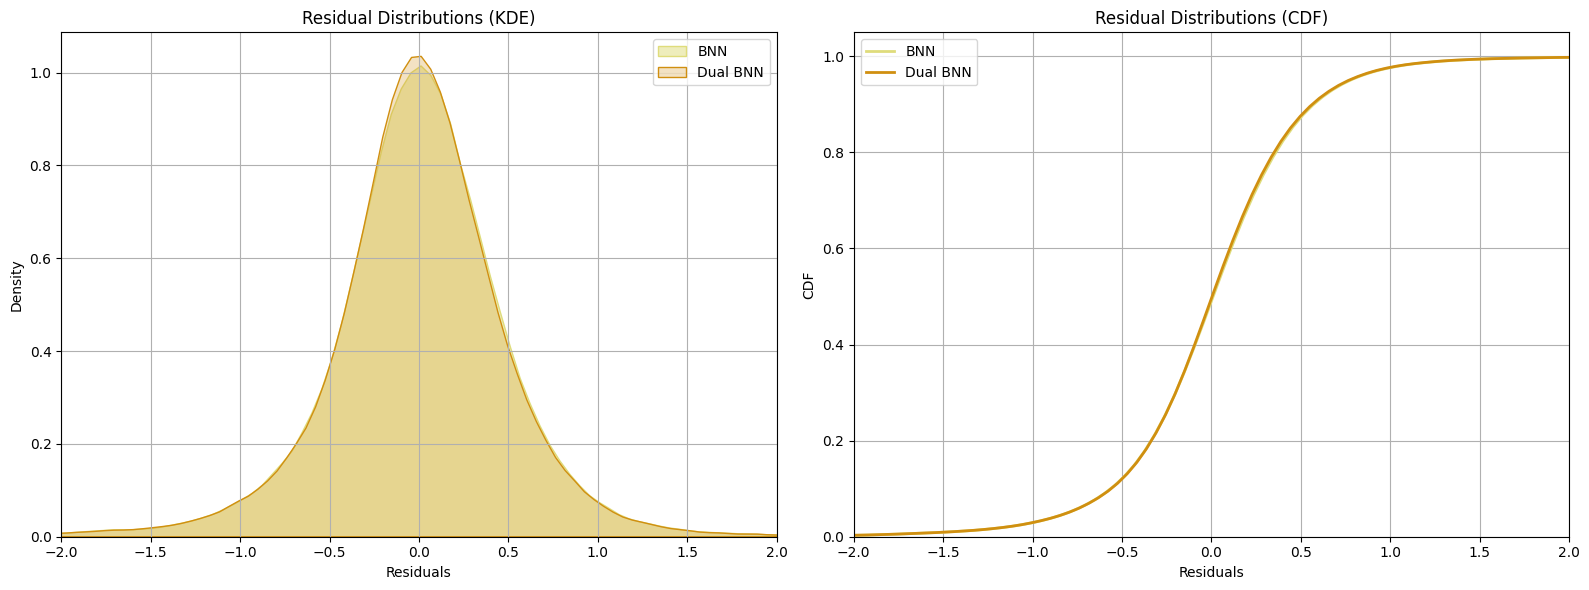 Residual Distributions (KDE)
BNN
Dual BNN
1.0
0.8
0.6
0.4
0.2
0.0
Density
−2.0 −1.5 −1.0 −0.5 0.0 0.5 1.0 1.5 2.0
Residuals
Residual Distributions (CDF)
BNN
Dual BNN
1.0
0.8
0.6
0.4
0.2
0.0
CDF
−2.0 −1.5 −1.0 −0.5 0.0 0.5 1.0 1.5 2.0
Residuals